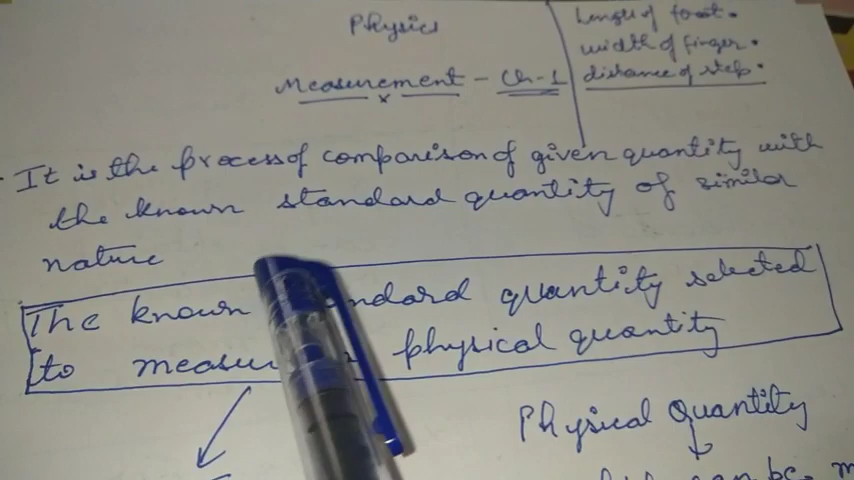 Physics
Measurement - Ch-1
Length of foot.
width of finger.
distance of step.
It is the process of comparison of given quantity with
the known standard quantity of similar
nature
The known standard quantity selected
to measure physical quantity
Physical Quantity
can be